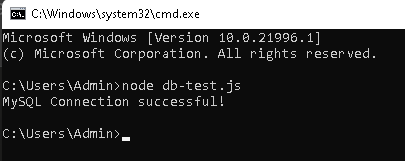 C:\Windows\system32\cmd.exe
Microsoft Windows [Version 10.0.21996.1]
(c) Microsoft Corporation. All rights reserved.
C:\Users\Admin>node db-test.js
MySQL Connection successful!
C:\Users\Admin>